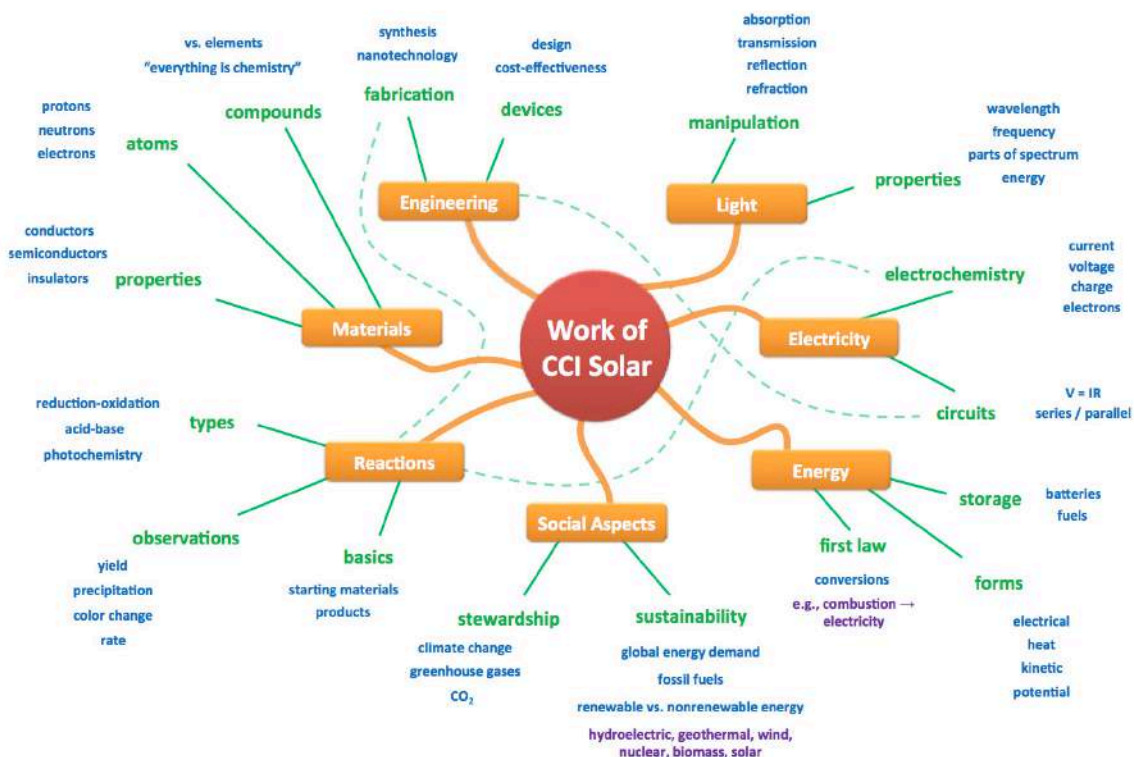 vs. elements
“everything is chemistry”
compounds
protons
neutrons
electrons
atoms
conductors
semiconductors
insulators
properties
Materials
synthesis
nanotechnology
fabrication
design
cost-effectiveness
devices
Engineering
absorption
transmission
reflection
refraction
manipulation
wavelength
frequency
parts of spectrum
energy
properties
Light
Work of
CCI Solar
current
voltage
charge
electrons
electrochemistry
Electricity
circuits
V = IR
series / parallel
reduction-oxidation
acid-base
photochemistry
types
Reactions
observations
yield
precipitation
color change
rate
basics
starting materials
products
Social Aspects
stewardship
climate change
greenhouse gases
CO₂
sustainability
global energy demand
fossil fuels
renewable vs. nonrenewable energy
hydroelectric, geothermal, wind,
nuclear, biomass, solar
Energy
storage
batteries
fuels
first law
conversions
e.g., combustion →
electricity
forms
electrical
heat
kinetic
potential